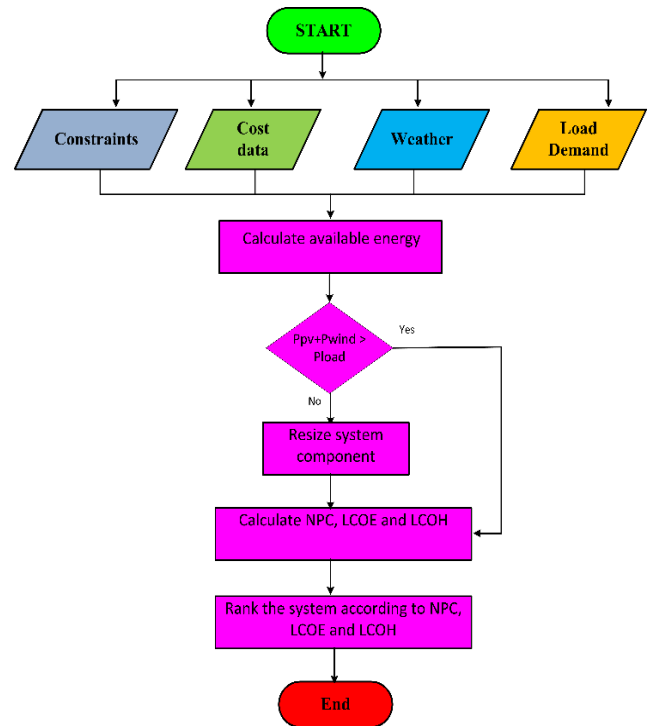 START
Constraints
Cost
data
Weather
Load
Demand
Calculate available energy
Ppv+Pwind >
Pload
Yes
No
Resize system
component
Calculate NPC, LCOE and LCOH
Rank the system according to NPC,
LCOE and LCOH
End